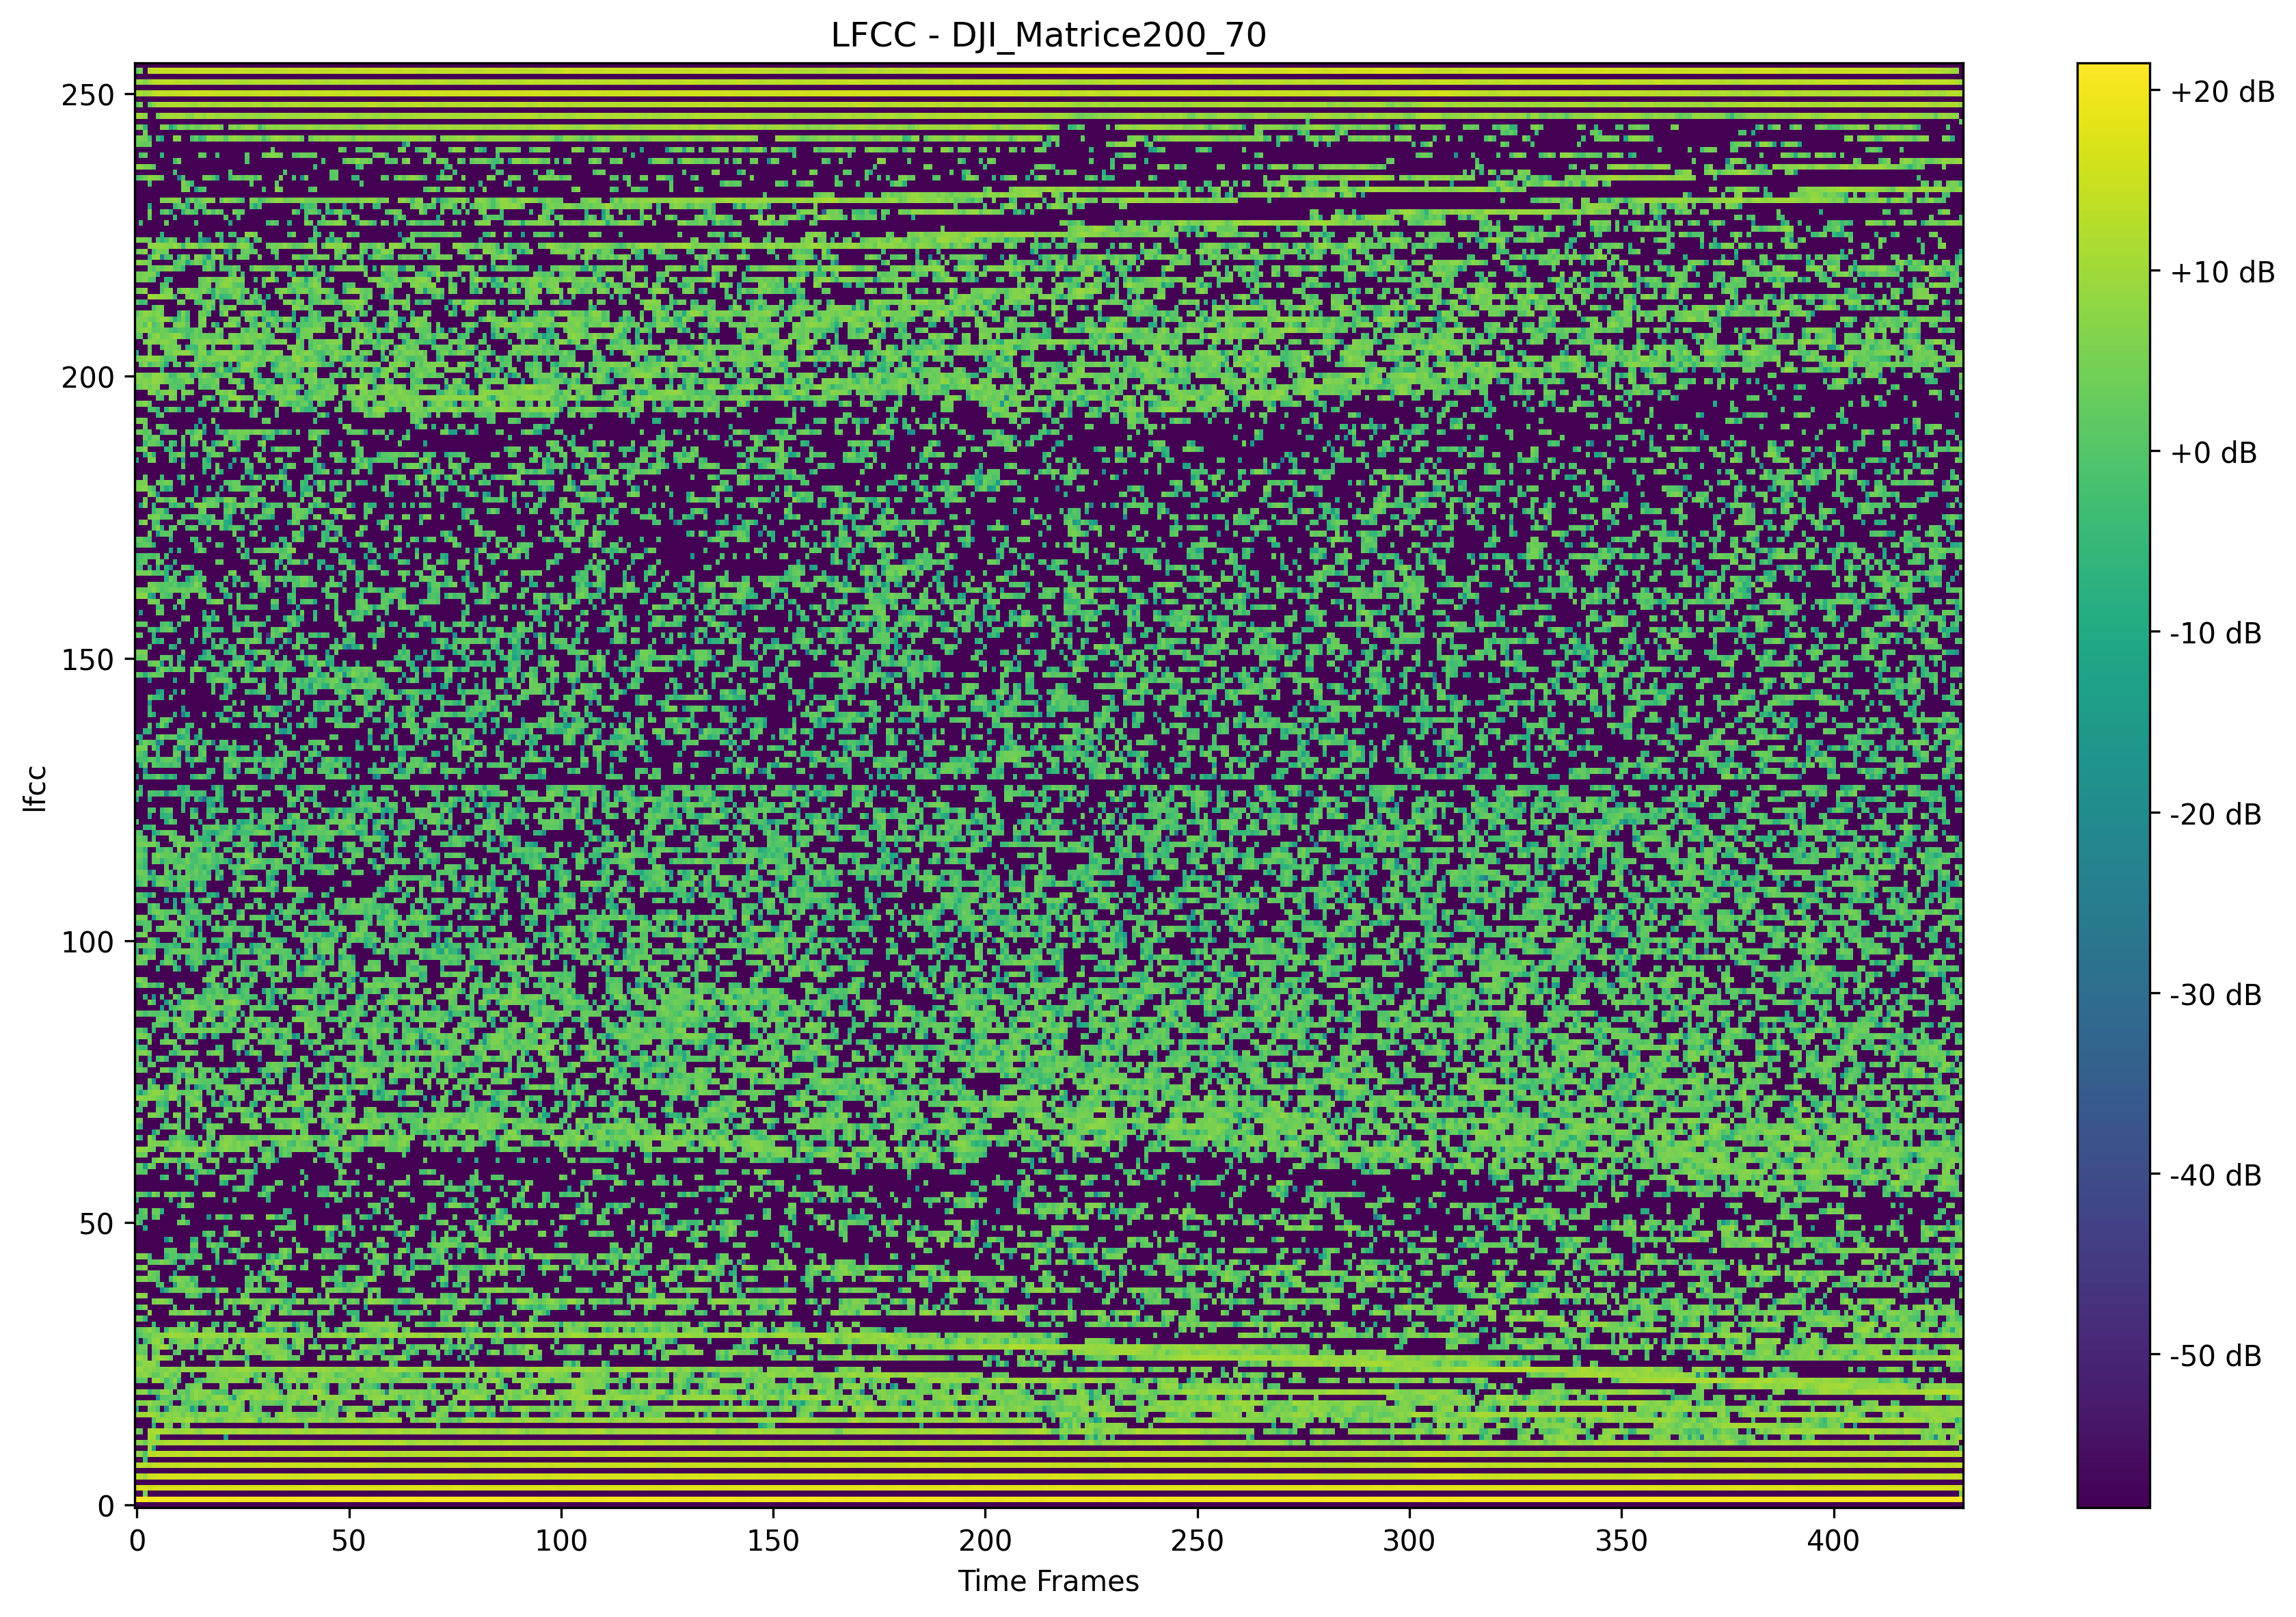 LFCC - DJI_Matrice200_70
250
200
150
100
50
0
lfcc
0 50 100 150 200 250 300 350 400
Time Frames
+20 dB
+10 dB
+0 dB
-10 dB
-20 dB
-30 dB
-40 dB
-50 dB